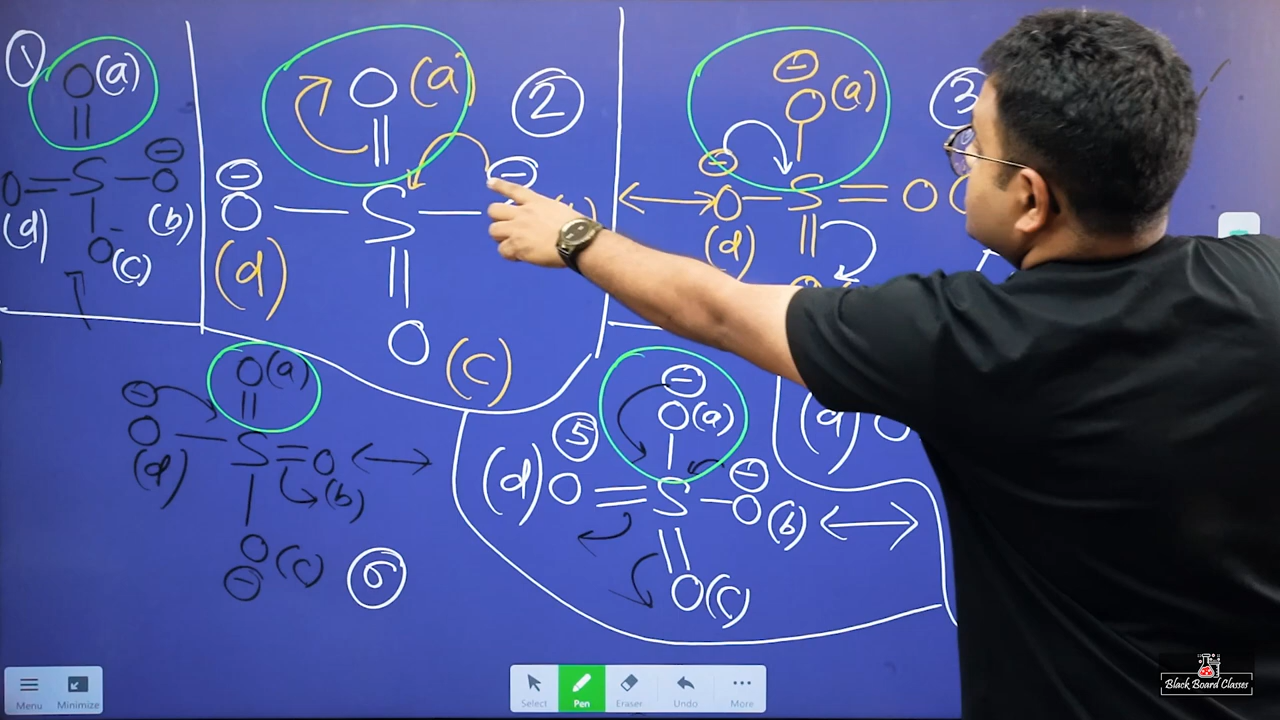 ①
O(a)
||
⊖
O=S-O
(d) | (b)
O⁻
(c)
②
O (a)
||
⊖ ⊖
O-S-
(d) ||
O (c)
③
⊖
O(a)
|
⊖
O-S=O
(d) ||
O(a)
||
⊖
O-S=O
(d) | (b)
O(c)
⊖
⑥
⑤
⊖
O(a)
|
⊖
(d)O=S-O(b)
||
O(c)
(d) O
Menu
Minimize
Select
Pen
Eraser
Undo
More
Black Board Classes